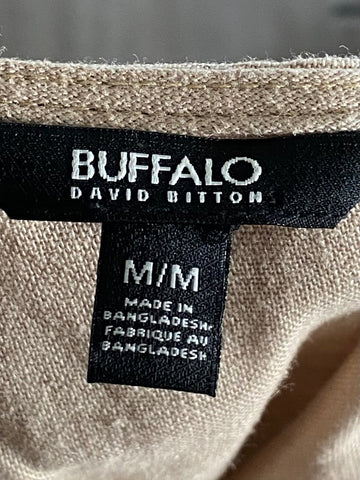 BUFFALO
DAVID BITTON
M/M
MADE IN
BANGLADESH
FABRIQUE AU
BANGLADESH